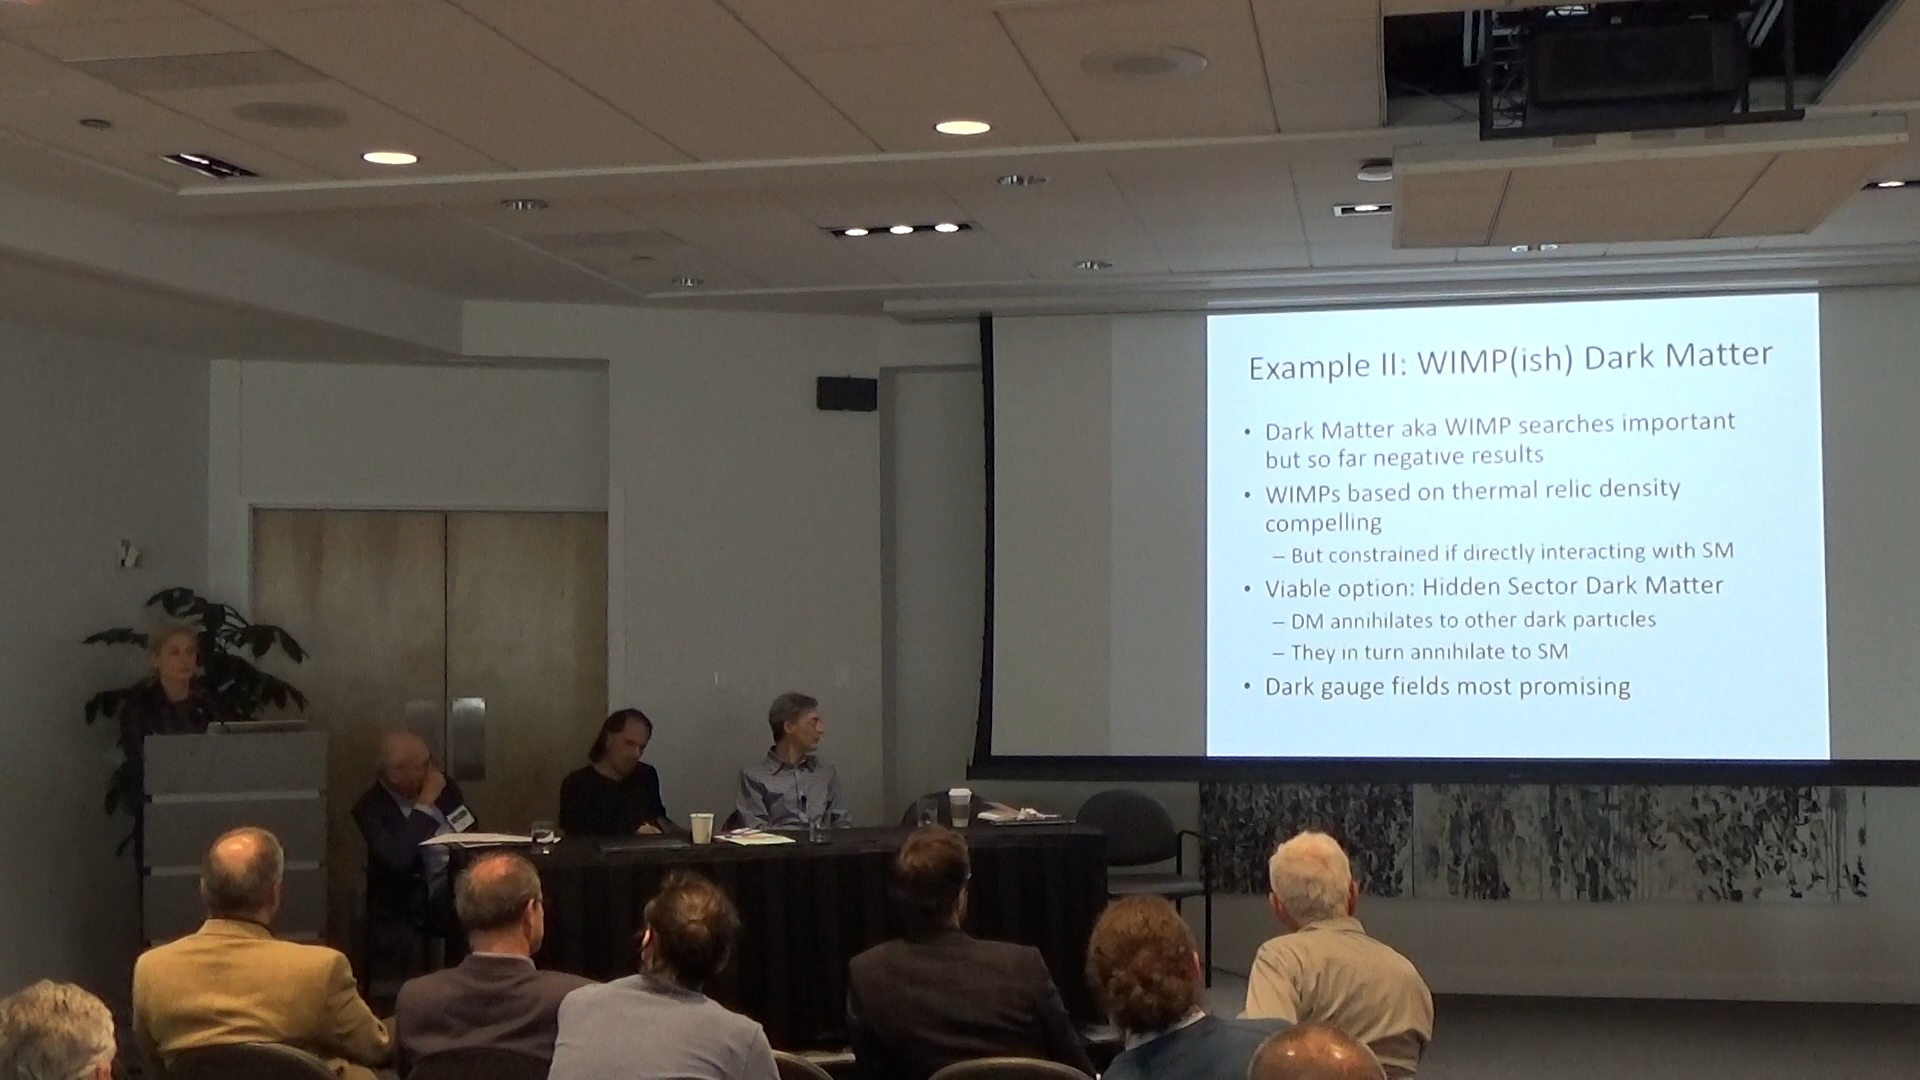 Example II: WIMP(ish) Dark Matter
• Dark Matter aka WIMP searches important
but so far negative results
• WIMPs based on thermal relic density
compelling
– But constrained if directly interacting with SM
• Viable option: Hidden Sector Dark Matter
– DM annihilates to other dark particles
– They in turn annihilate to SM
• Dark gauge fields most promising